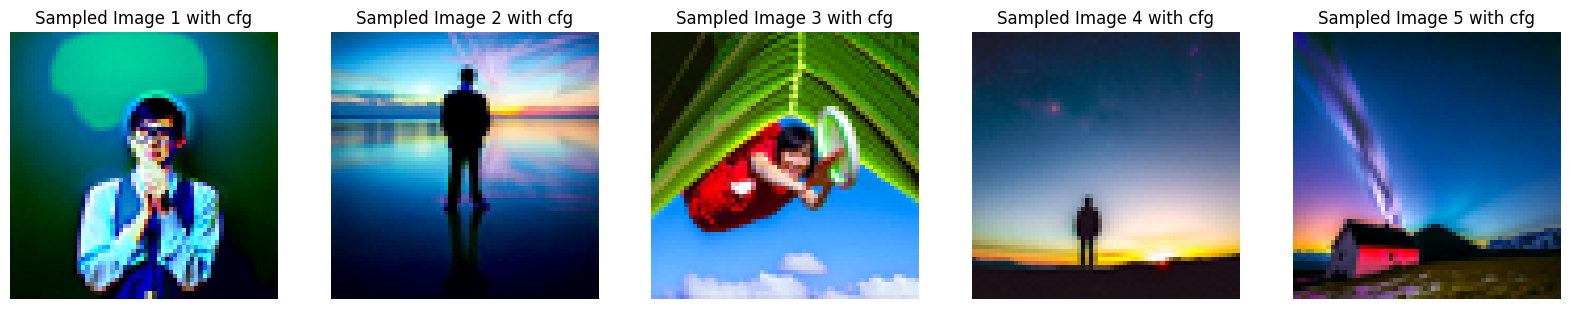 Sampled Image 1 with cfg
Sampled Image 2 with cfg
Sampled Image 3 with cfg
Sampled Image 4 with cfg
Sampled Image 5 with cfg